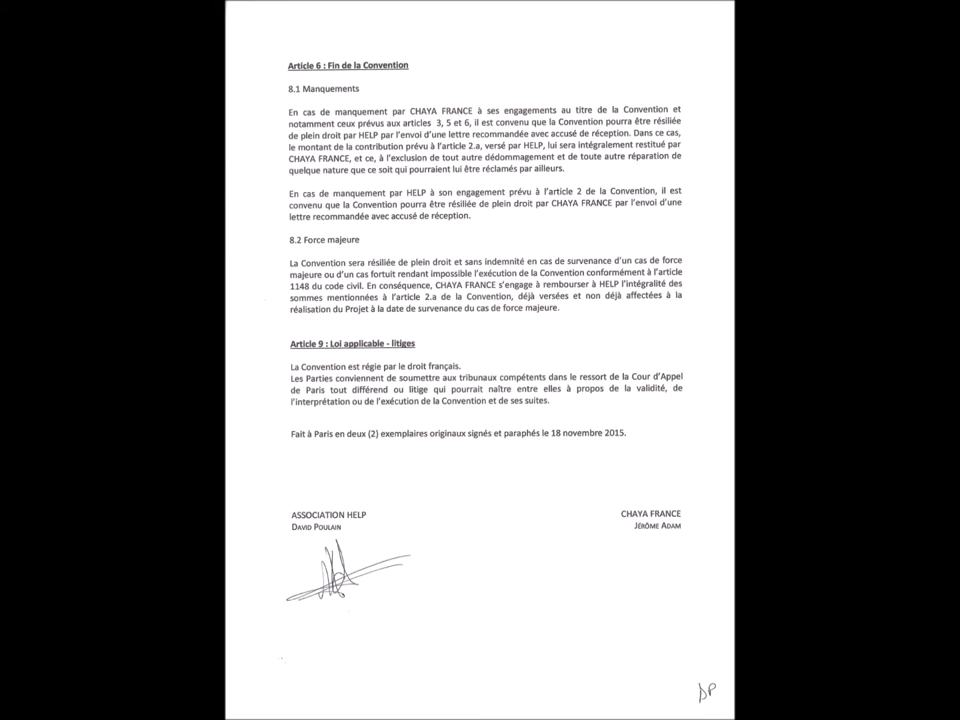 Article 6 : Fin de la Convention
8.1 Manquements
En cas de manquement par CHAYA FRANCE à ses engagements au titre de la Convention et
notamment ceux prévus aux articles 3, 5 et 6, il est convenu que la Convention pourra être résiliée
de plein droit par HELP par l'envoi d'une lettre recommandée avec accusé de réception. Dans ce cas,
le montant de la contribution prévu à l'article 2.a, versé par HELP, lui sera intégralement restitué par
CHAYA FRANCE, et ce, à l'exclusion de tout autre dédommagement et de toute autre réparation de
quelque nature que ce soit qui pourraient lui être réclamés par ailleurs.
En cas de manquement par HELP à son engagement prévu à l'article 2 de la Convention, il est
convenu que la Convention pourra être résiliée de plein droit par CHAYA FRANCE par l'envoi d'une
lettre recommandée avec accusé de réception.
8.2 Force majeure
La Convention sera résiliée de plein droit et sans indemnité en cas de survenance d'un cas de force
majeure ou d'un cas fortuit rendant impossible l'exécution de la Convention conformément à l'article
1148 du code civil. En conséquence, CHAYA FRANCE s'engage à rembourser à HELP l'intégralité des
sommes mentionnées à l'article 2.a de la Convention, déjà versées et non déjà affectées à la
réalisation du Projet à la date de survenance du cas de force majeure.
Article 9 : Loi applicable - litiges
La Convention est régie par le droit français.
Les Parties conviennent de soumettre aux tribunaux compétents dans le ressort de la Cour d'Appel
de Paris tout différend ou litige qui pourrait naître entre elles à propos de la validité, de
l'interprétation ou de l'exécution de la Convention et de ses suites.
Fait à Paris en deux (2) exemplaires originaux signés et paraphés le 18 novembre 2015.
ASSOCIATION HELP
DAVID POULAIN
CHAYA FRANCE
JÉRÔME ADAM
DP